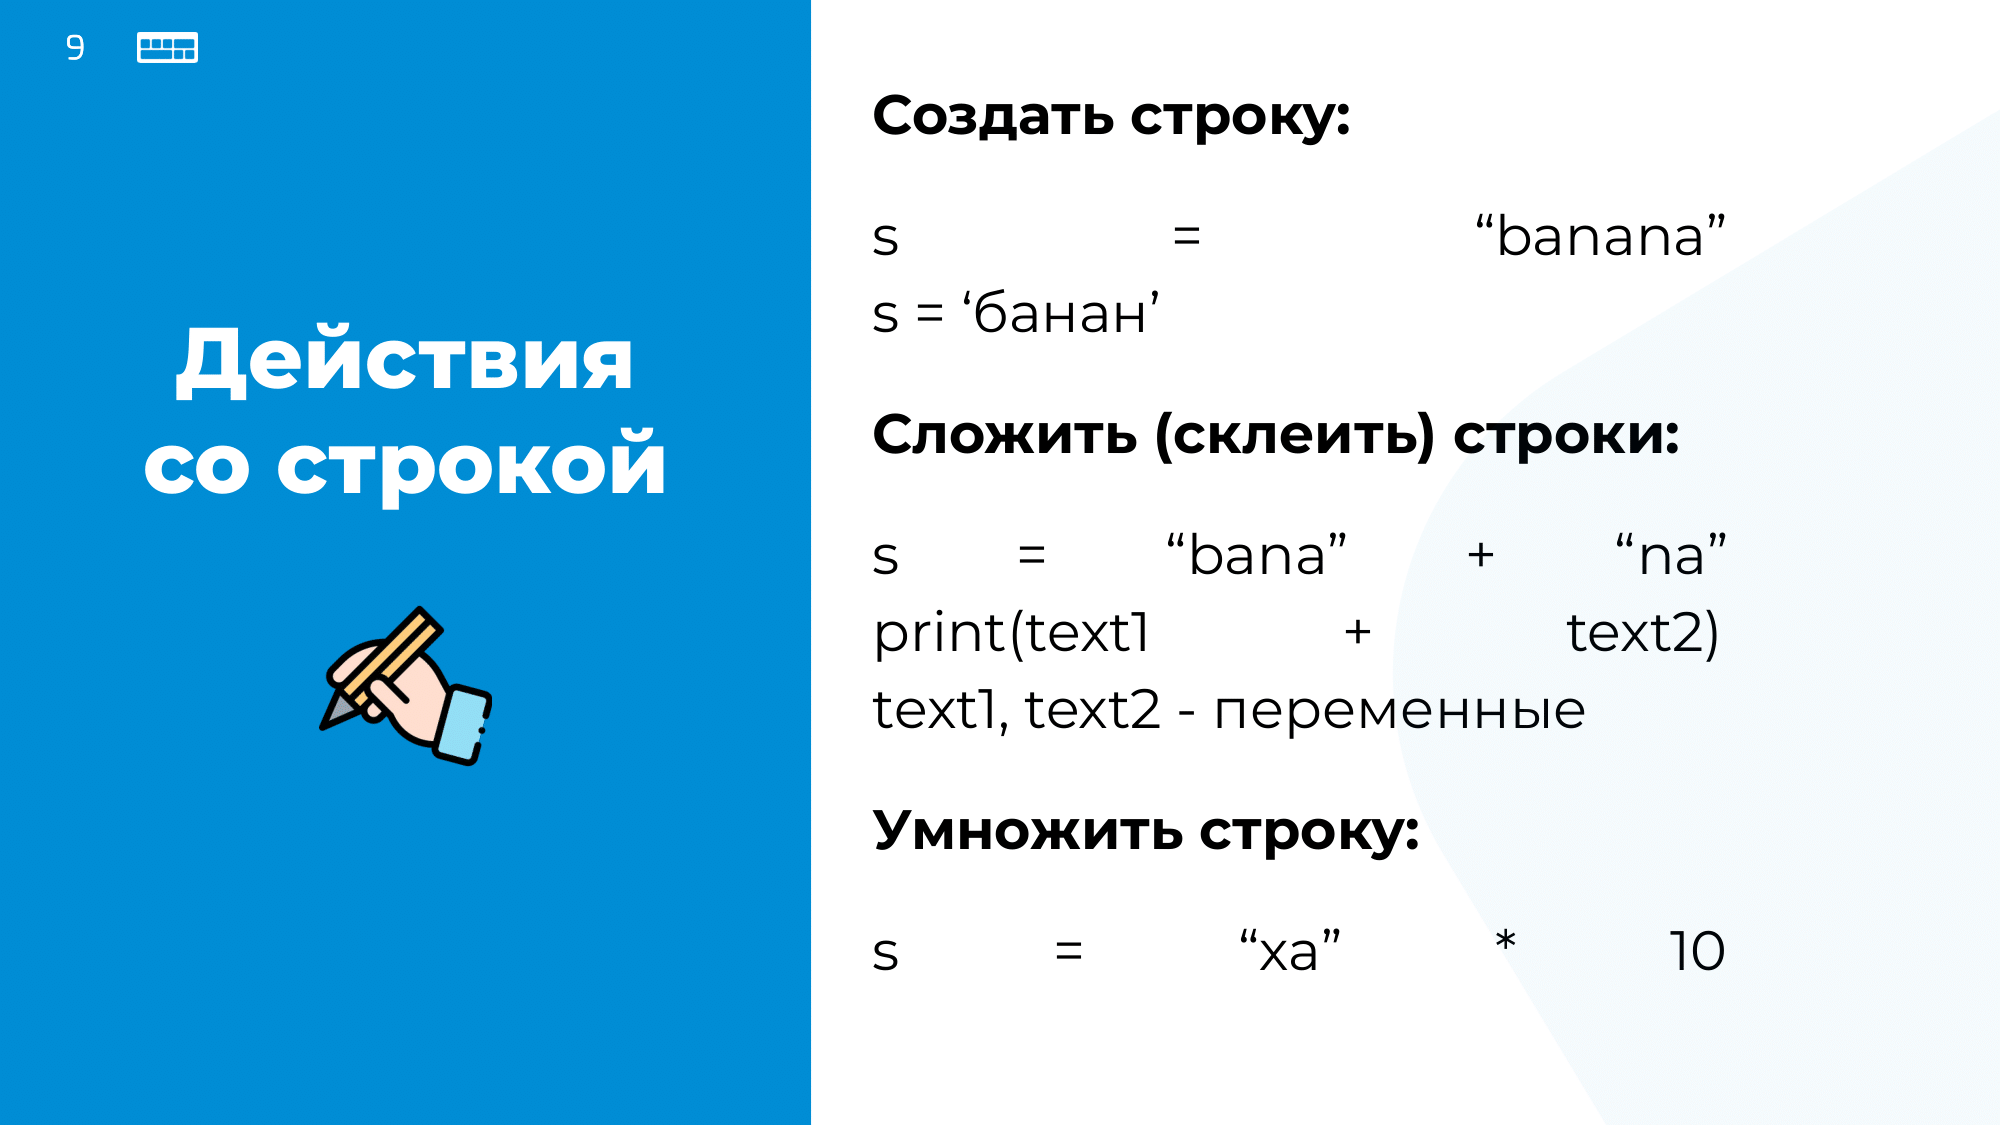 9
Действия
со строкой
Создать строку:
s = “banana”
s = ‘банан’
Сложить (склеить) строки:
s = “bana” + “na”
print(text1 + text2)
text1, text2 - переменные
Умножить строку:
s = “ха” * 10